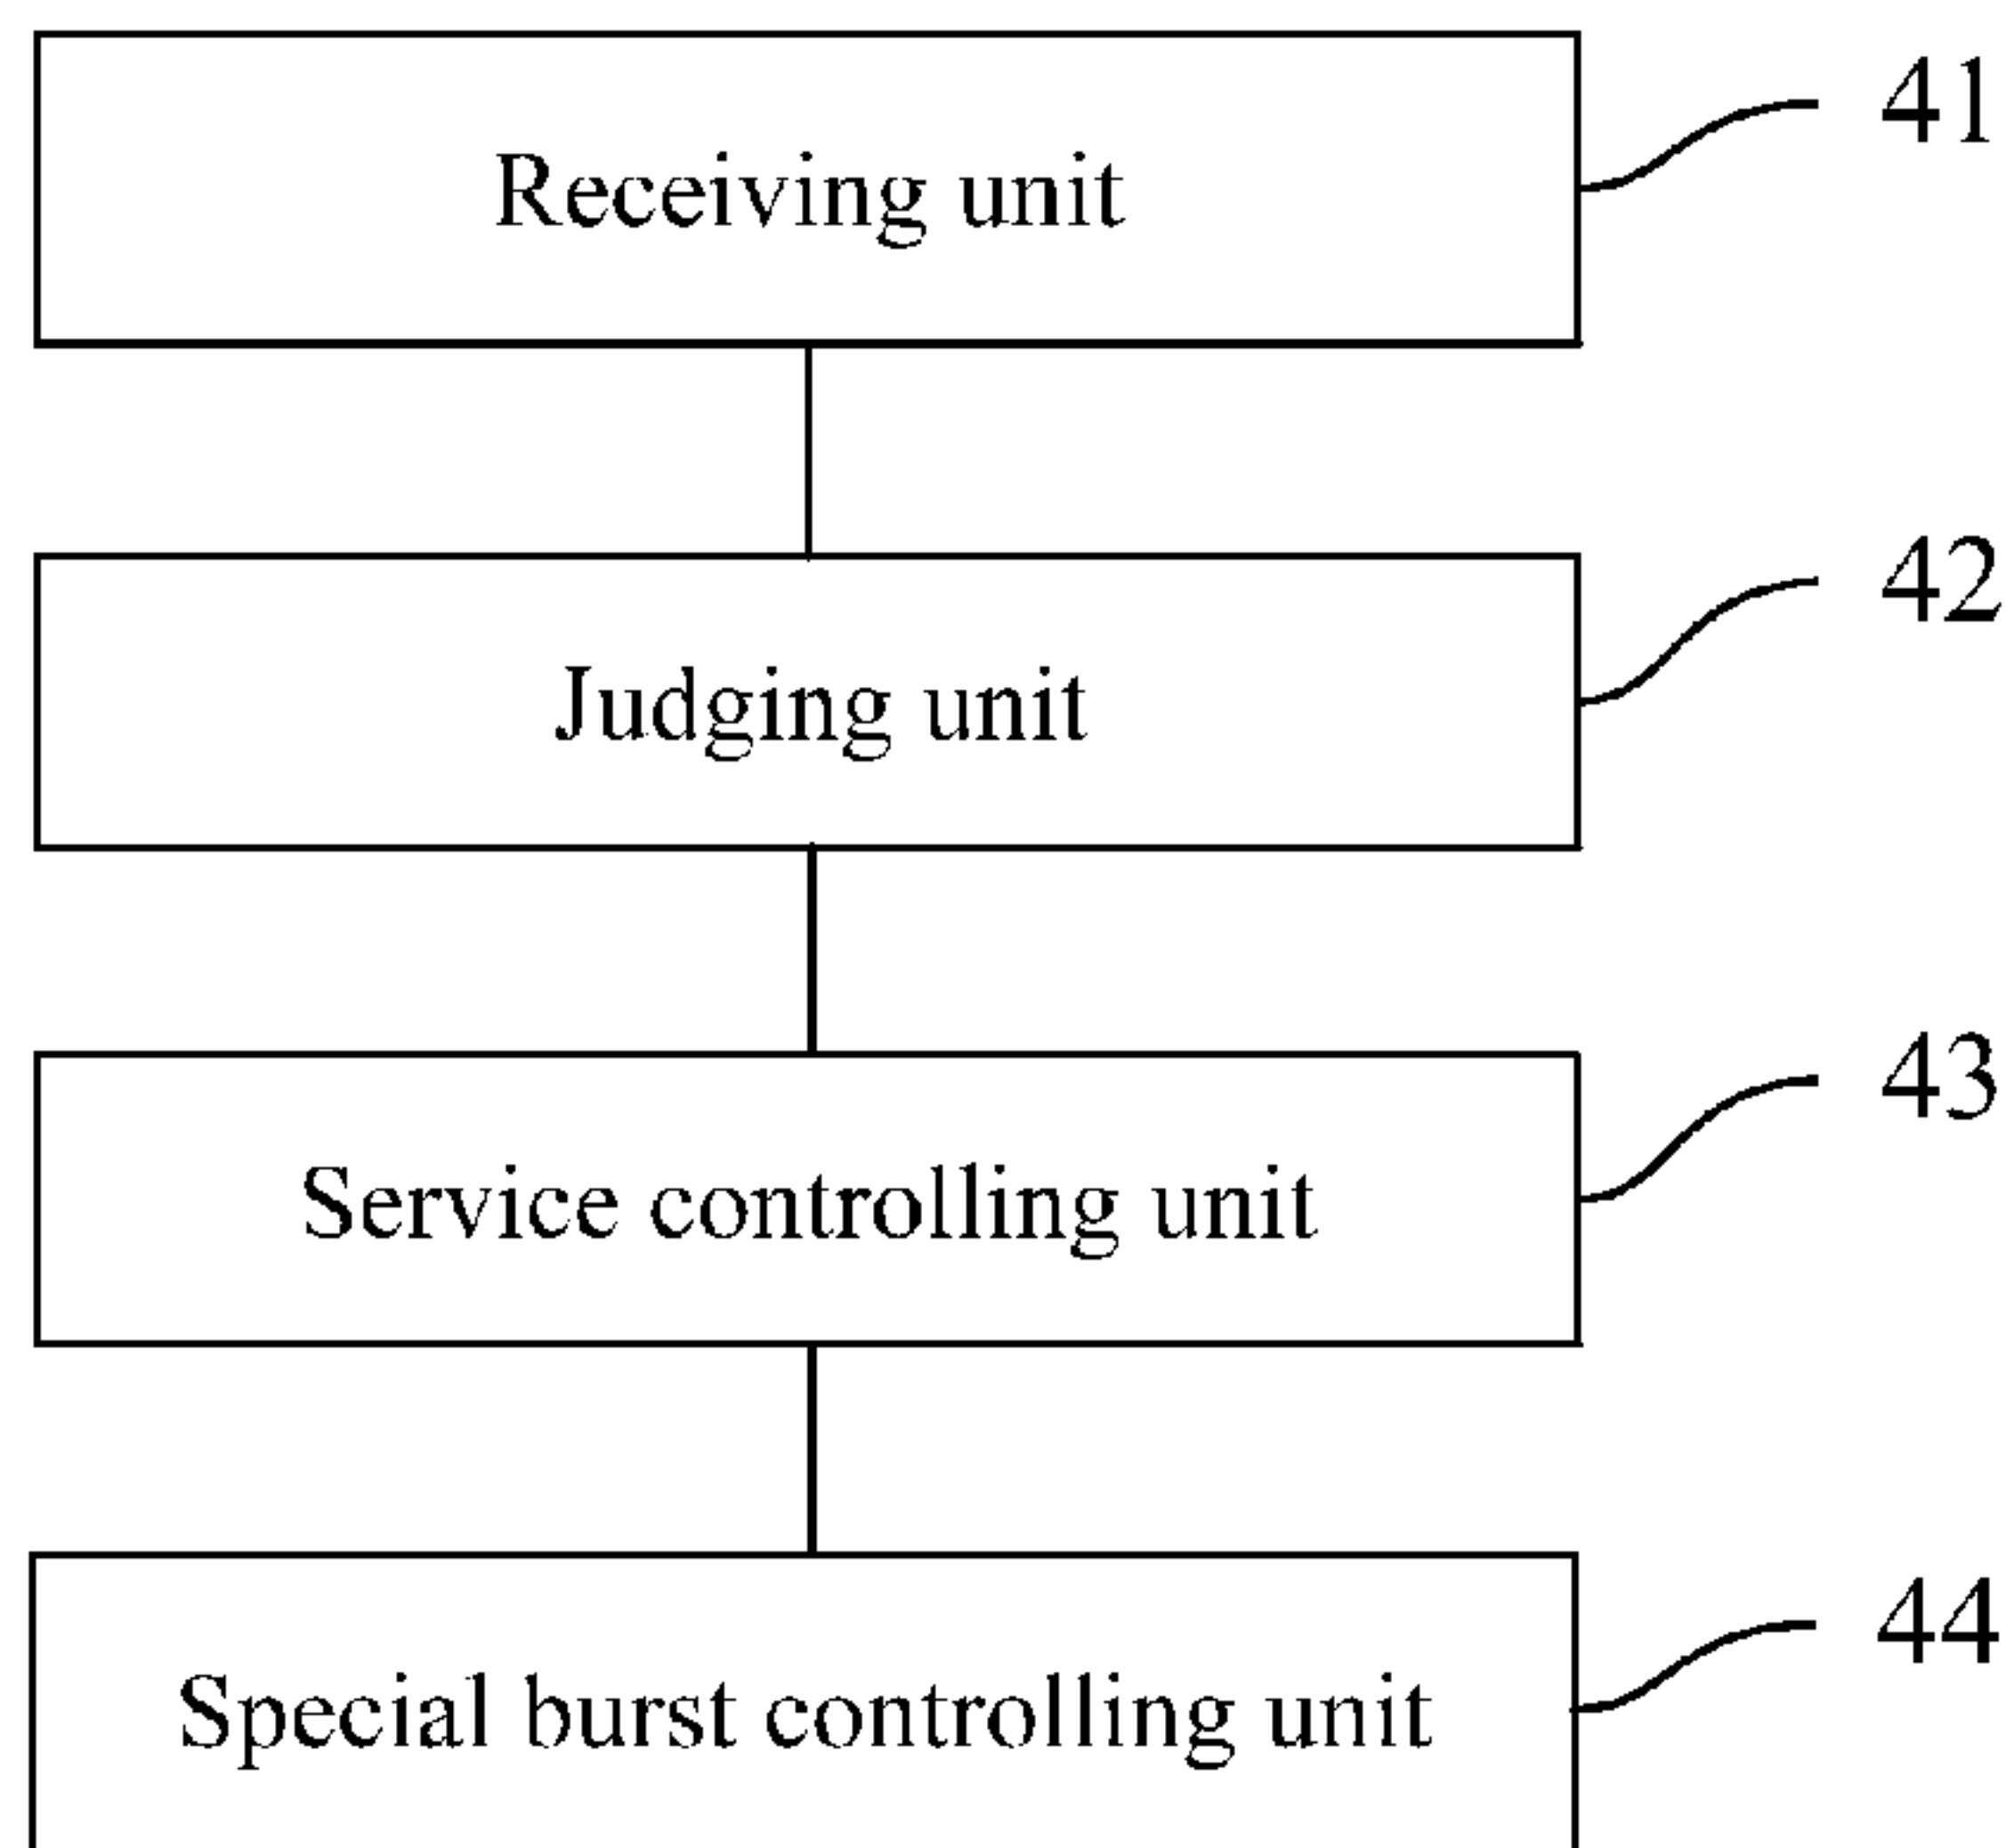 Receiving unit
41
Judging unit
42
Service controlling unit
43
Special burst controlling unit
44